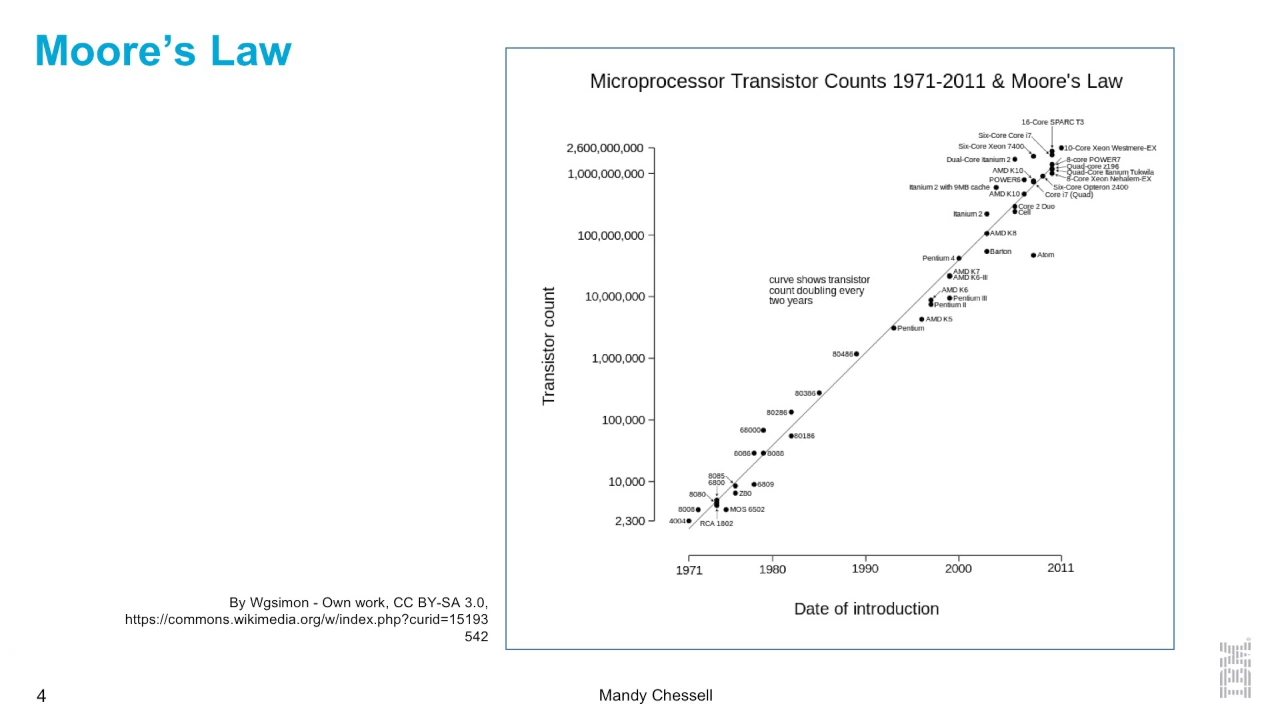 Moore's Law
Microprocessor Transistor Counts 1971-2011 & Moore's Law
16-Core SPARC T3
Six-Core Core i7
Six-Core Xeon 7400
10-Core Xeon Westmere-EX
Dual-Core Itanium 2
8-core POWER7
Quad-core z196
AMD K10
Quad-Core Itanium Tukwila
POWER6
8-Core Xeon Nehalem-EX
Itanium 2 with 9MB cache
Six-Core Opteron 2400
AMD K10
Core i7 (Quad)
Core 2 Duo
Itanium 2
Cell
AMD K8
Barton
Atom
Pentium 4
AMD K7
AMD K6-III
curve shows transistor
count doubling every
two years
AMD K6
Pentium III
Pentium II
AMD K5
Pentium
80486
80386
80286
68000
80186
8086
8088
8085
6800
6809
8080
Z80
8008
MOS 6502
4004
RCA 1802
2,600,000,000
1,000,000,000
100,000,000
10,000,000
1,000,000
100,000
10,000
2,300
Transistor count
1971
1980
1990
2000
2011
Date of introduction
By Wgsimon - Own work, CC BY-SA 3.0,
https://commons.wikimedia.org/w/index.php?curid=15193
542
IBM
4
Mandy Chessell